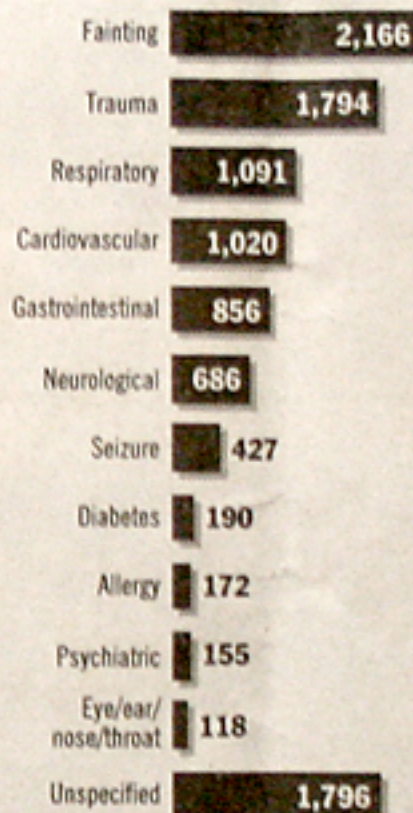 Fainting 2,166
Trauma 1,794
Respiratory 1,091
Cardiovascular 1,020
Gastrointestinal 856
Neurological 686
Seizure 427
Diabetes 190
Allergy 172
Psychiatric 155
Eye/ear/
nose/throat 118
Unspecified 1,796